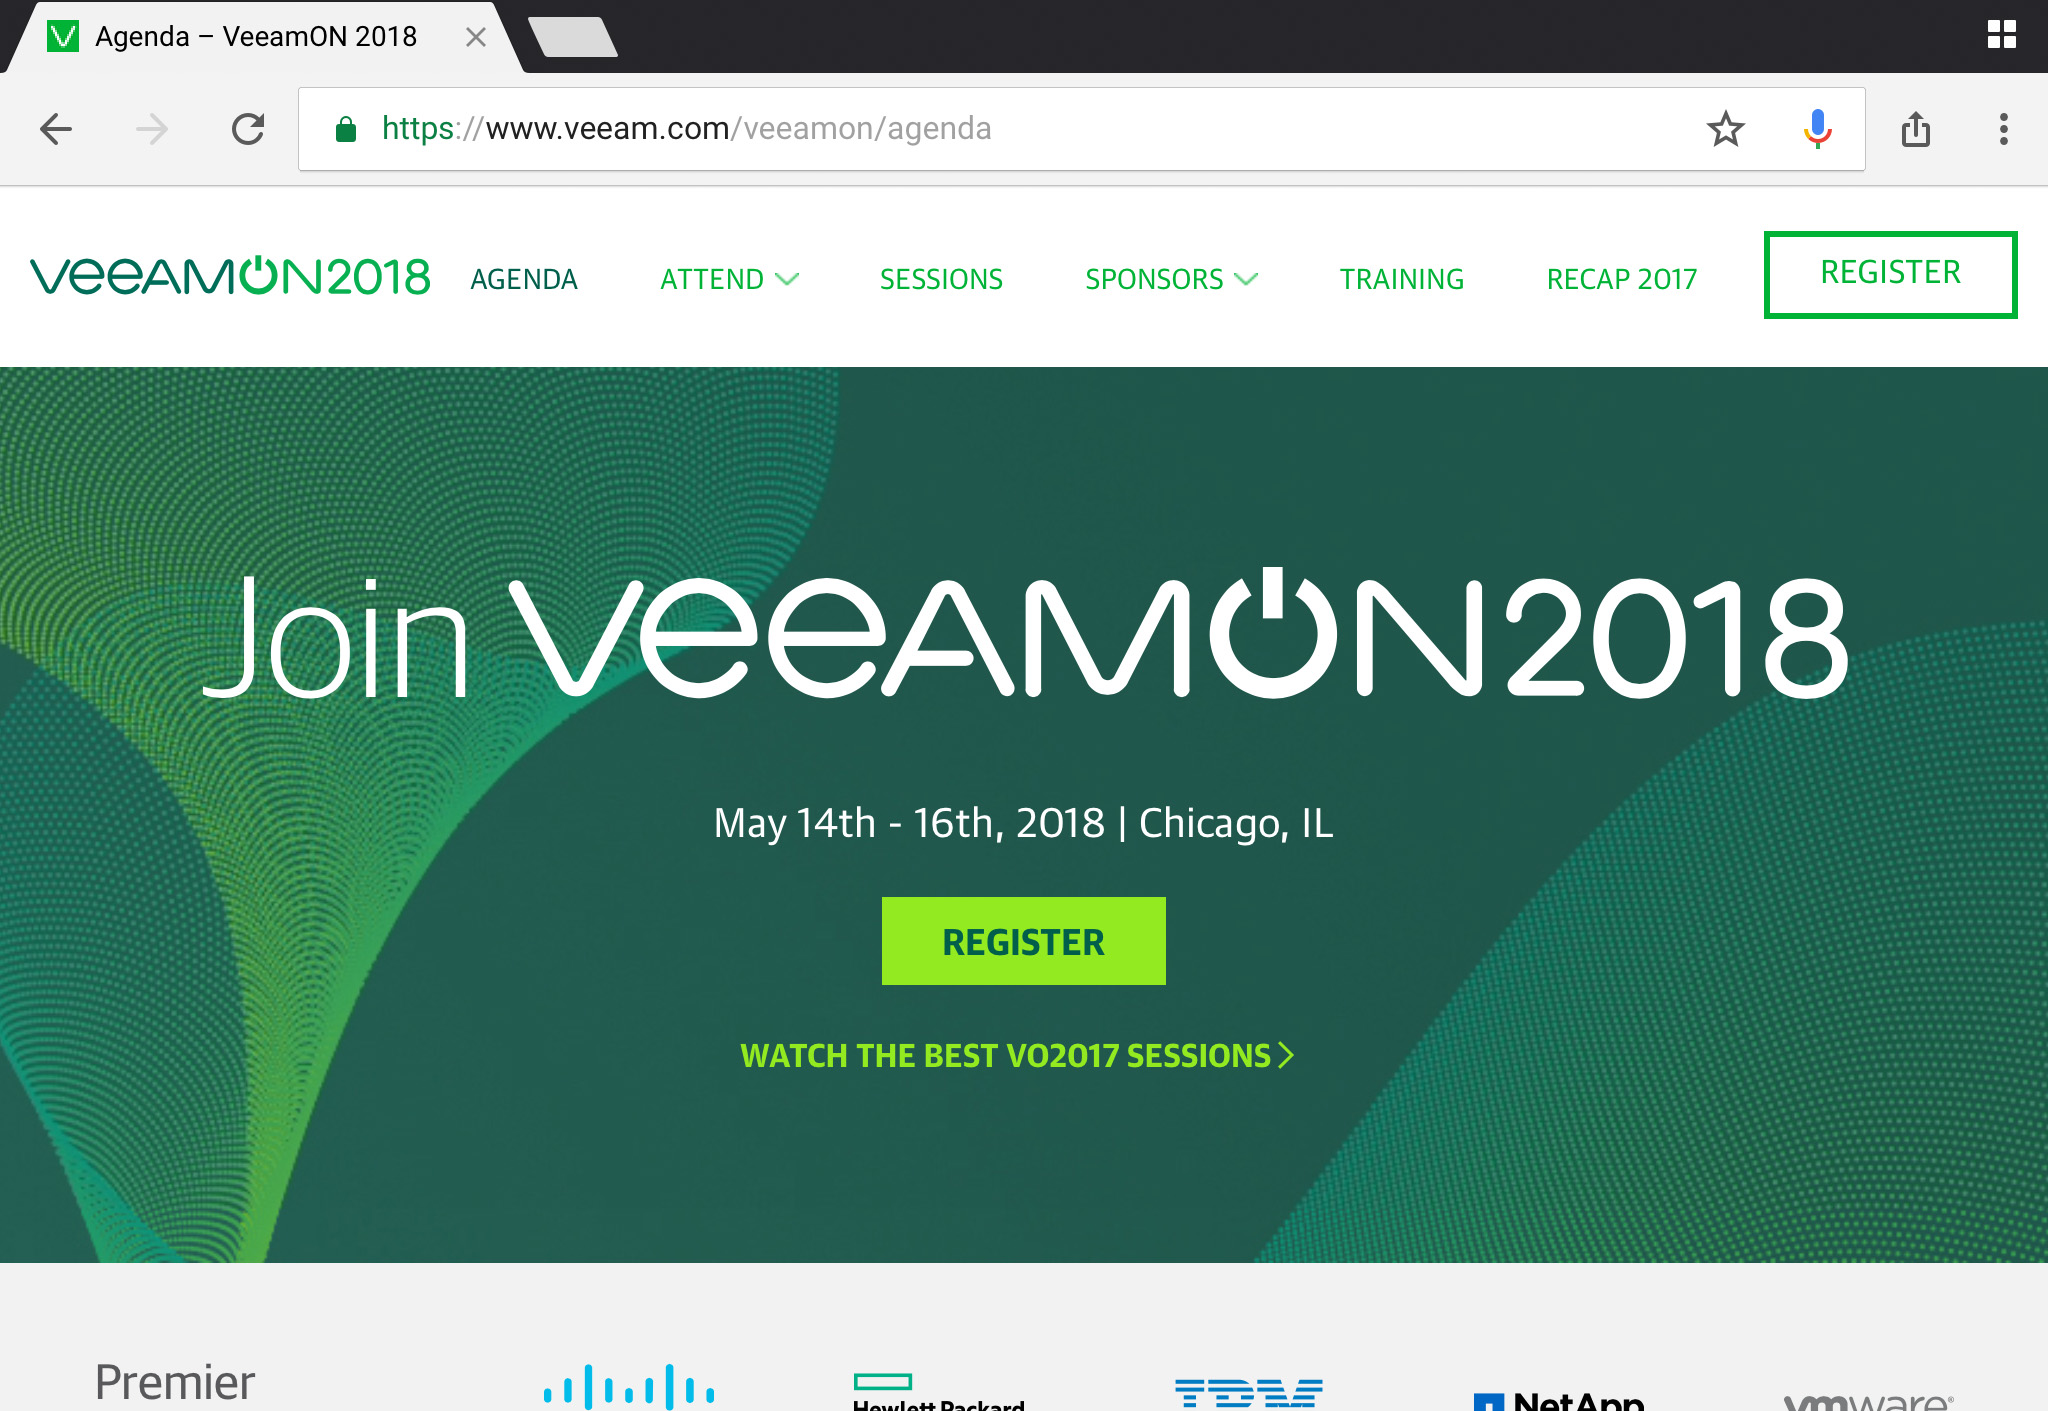 Agenda – VeeamON 2018
https://www.veeam.com/veeamon/agenda
VEEAMON2018 AGENDA ATTEND SESSIONS SPONSORS TRAINING RECAP 2017 REGISTER
Join VEEAMON2018
May 14th - 16th, 2018 | Chicago, IL
REGISTER
WATCH THE BEST VO2017 SESSIONS
Premier Hewlett Packard IBM NetApp vmware®